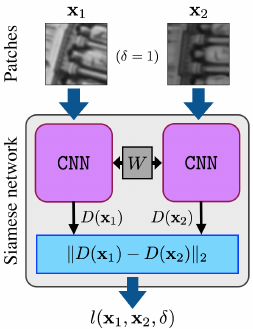 x₁ x₂
Patches
(δ = 1)
Siamese network
CNN W CNN
D(x₁) D(x₂)
‖D(x₁) − D(x₂)‖₂
l(x₁, x₂, δ)